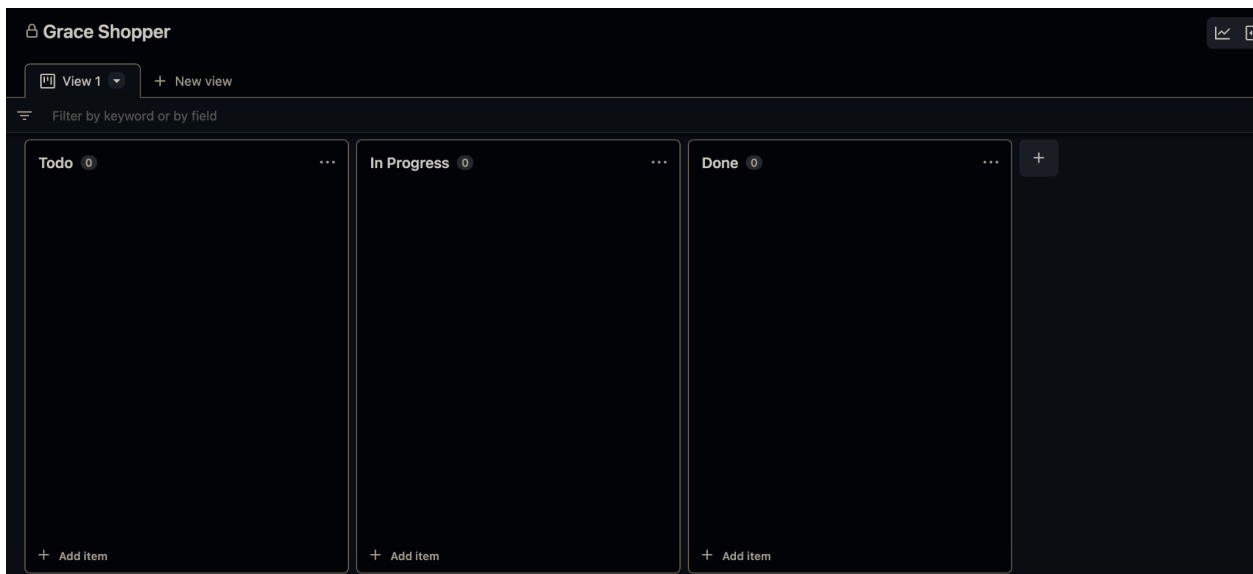 Grace Shopper
View 1
+ New view
Filter by keyword or by field
Todo 0
In Progress 0
Done 0
+
+ Add item
+ Add item
+ Add item